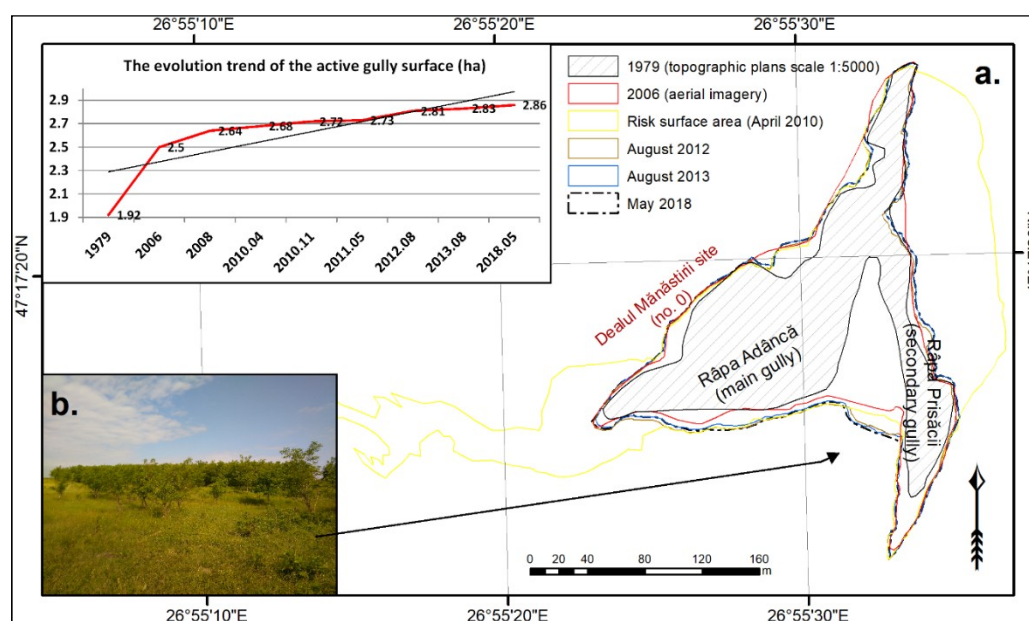 26°55'10"E
26°55'20"E
26°55'30"E
The evolution trend of the active gully surface (ha)
2.9
2.7
2.5
2.3
2.1
1.9
1.92
2.5
2.64
2.68
2.72
2.73
2.81
2.83
2.86
1979
2006
2008
2010.04
2010.11
2011.05
2012.08
2013.08
2018.05
1979 (topographic plans scale 1:5000)
2006 (aerial imagery)
Risk surface area (April 2010)
August 2012
August 2013
May 2018
a.
47°17'20"N
Dealul Mănăstirii site
(no. 0)
Râpa Adâncă
(main gully)
Râpa Prisăcii
(secondary gully)
b.
0 20 40 80 120 160
m
26°55'10"E
26°55'20"E
26°55'30"E